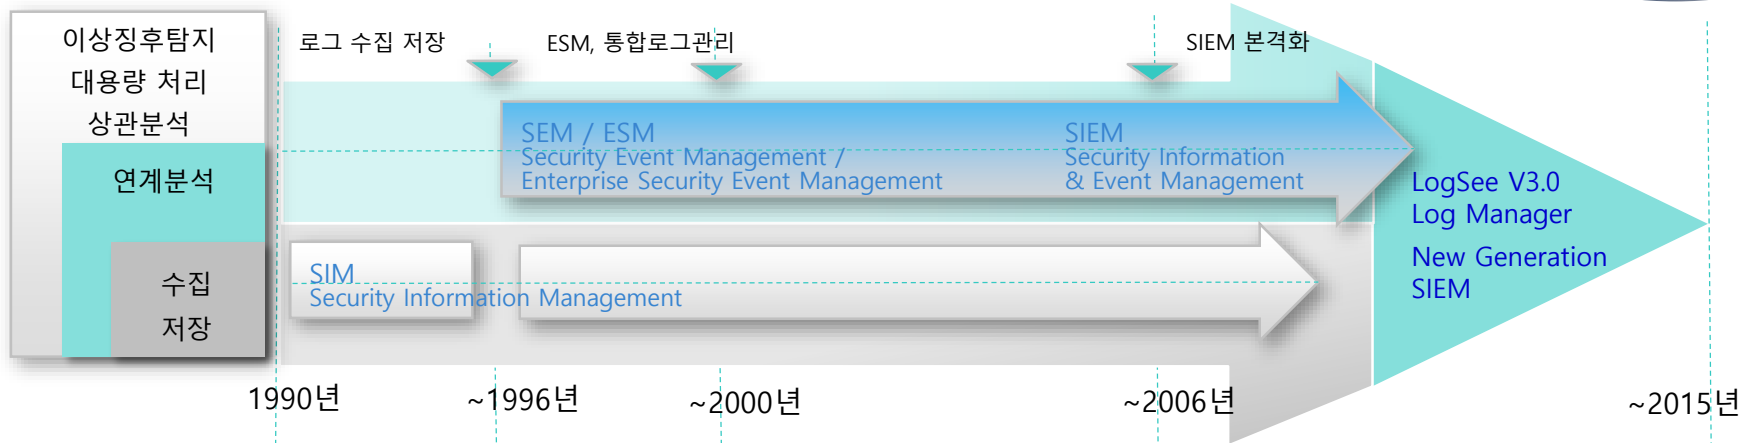 이상징후탐지
대용량 처리
상관분석
연계분석
수집
저장
로그 수집 저장
ESM, 통합로그관리
SIEM 본격화
SEM / ESM
Security Event Management /
Enterprise Security Event Management
SIEM
Security Information
& Event Management
SIM
Security Information Management
LogSee V3.0
Log Manager
New Generation
SIEM
1990년
~1996년
~2000년
~2006년
~2015년